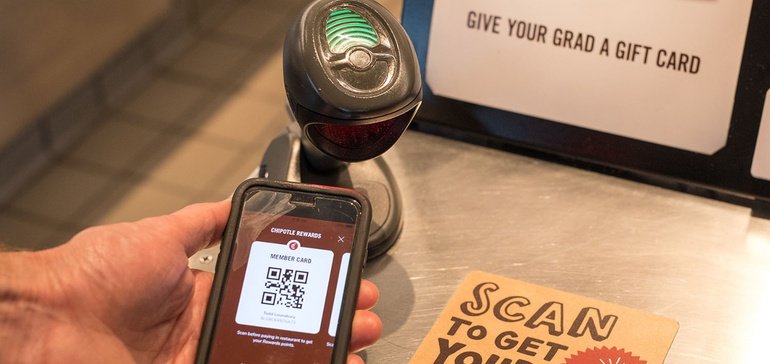 GIVE YOUR GRAD A GIFT CARD
CHIPOTLE REWARDS
MEMBER CARD
Scan before paying in restaurant to get
your Rewards points.
SCAN
TO GET
YOUR